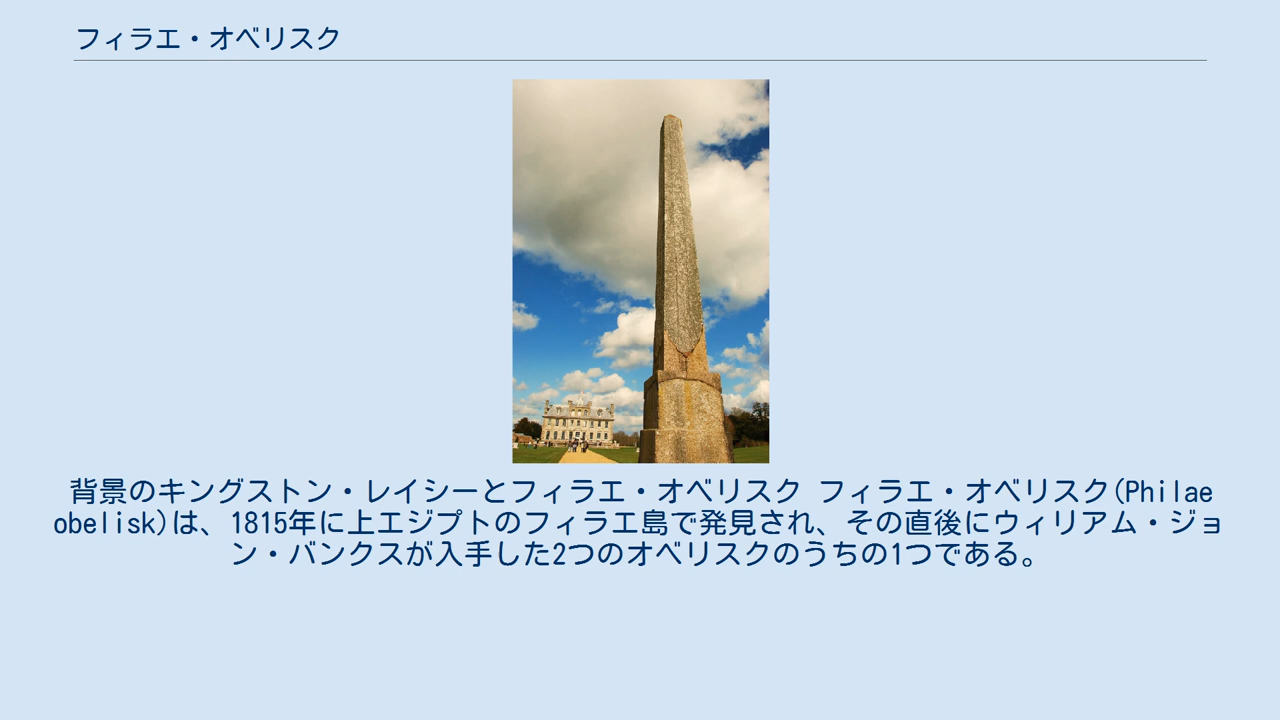 フィラエ・オベリスク
背景のキングストン・レイシーとフィラエ・オベリスク フィラエ・オベリスク(Philae
obelisk)は、1815年に上エジプトのフィラエ島で発見され、その直後にウィリアム・ジョ
ン・バンクスが入手した2つのオベリスクのうちの1つである。